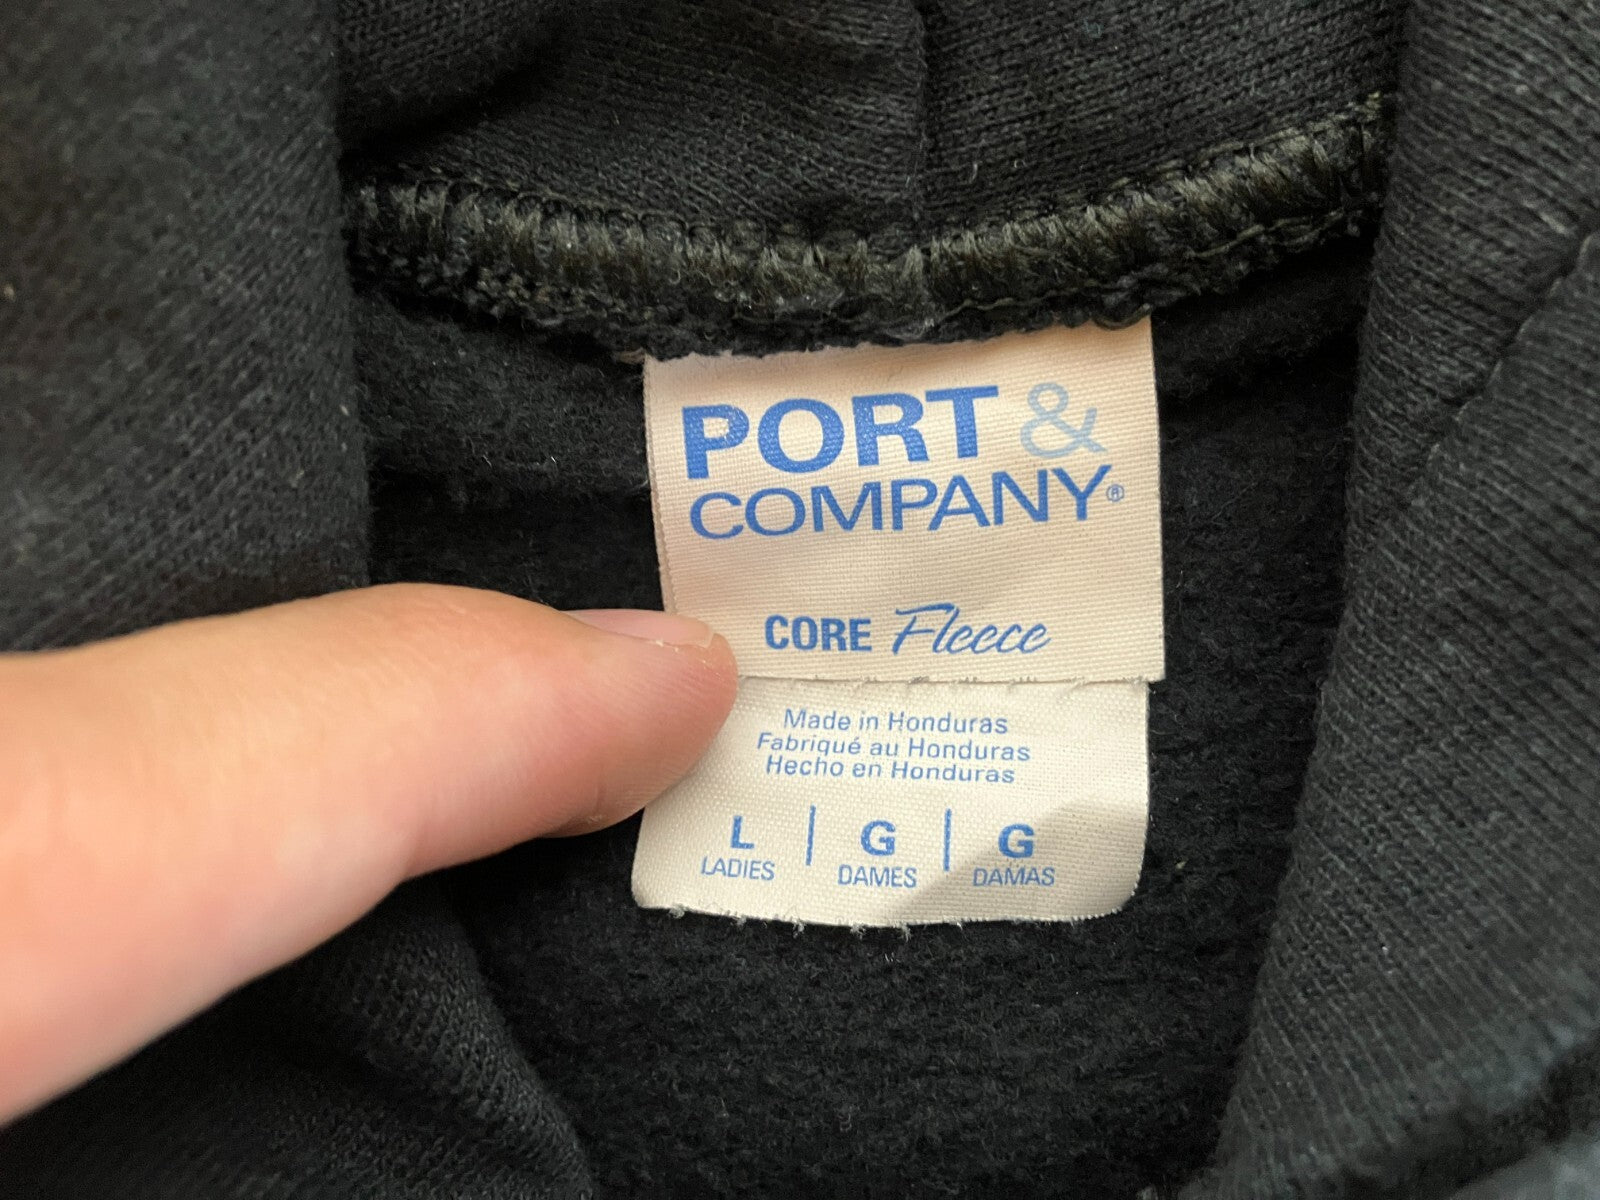 PORT &
COMPANY®
CORE Fleece
Made in Honduras
Fabriqué au Honduras
Hecho en Honduras
L | G | G
LADIES DAMES DAMAS